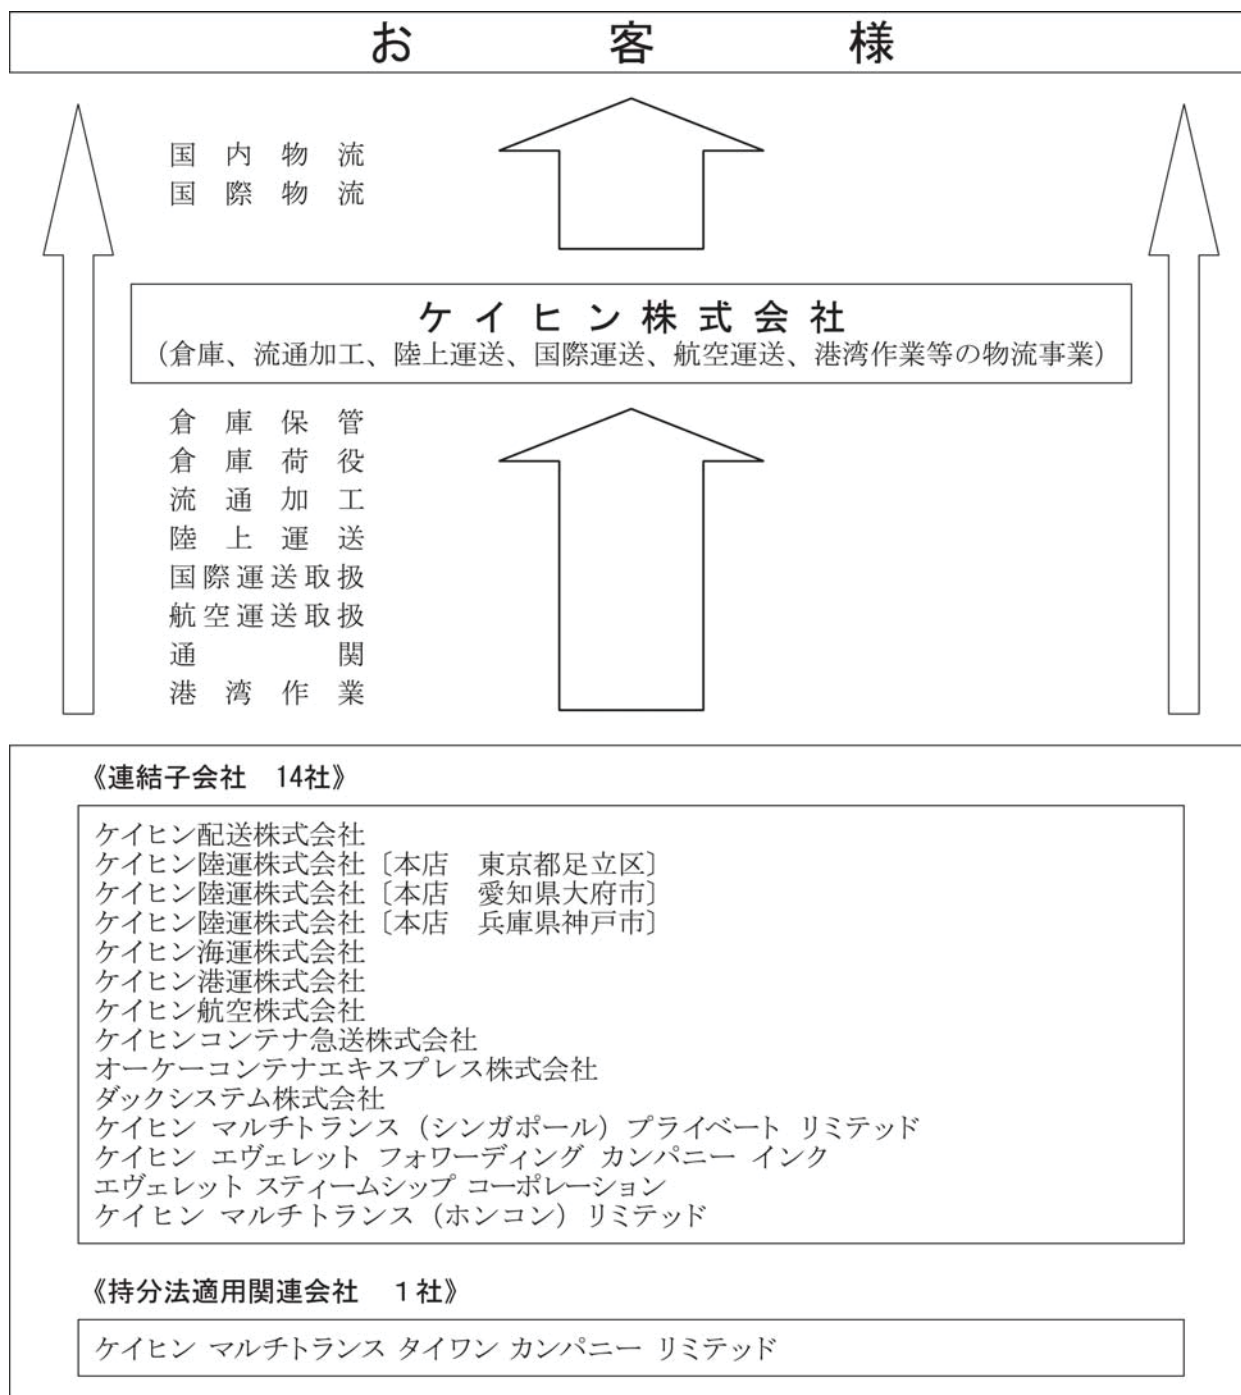 お客様
国内物流
国際物流
ケイヒン株式会社
（倉庫、流通加工、陸上運送、国際運送、航空運送、港湾作業等の物流事業）
倉庫保管
倉庫荷役
流通加工
陸上運送
国際運送取扱
航空運送取扱
通関
港湾作業
《連結子会社　14社》
ケイヒン配送株式会社
ケイヒン陸運株式会社〔本店　東京都足立区〕
ケイヒン陸運株式会社〔本店　愛知県大府市〕
ケイヒン陸運株式会社〔本店　兵庫県神戸市〕
ケイヒン海運株式会社
ケイヒン港運株式会社
ケイヒン航空株式会社
ケイヒンコンテナ急送株式会社
オーケーコンテナエキスプレス株式会社
ダックシステム株式会社
ケイヒン マルチトランス（シンガポール）プライベート リミテッド
ケイヒン エヴェレット フォワーディング カンパニー インク
エヴェレット スティームシップ コーポレーション
ケイヒン マルチトランス（ホンコン）リミテッド
《持分法適用関連会社　１社》
ケイヒン マルチトランス タイワン カンパニー リミテッド